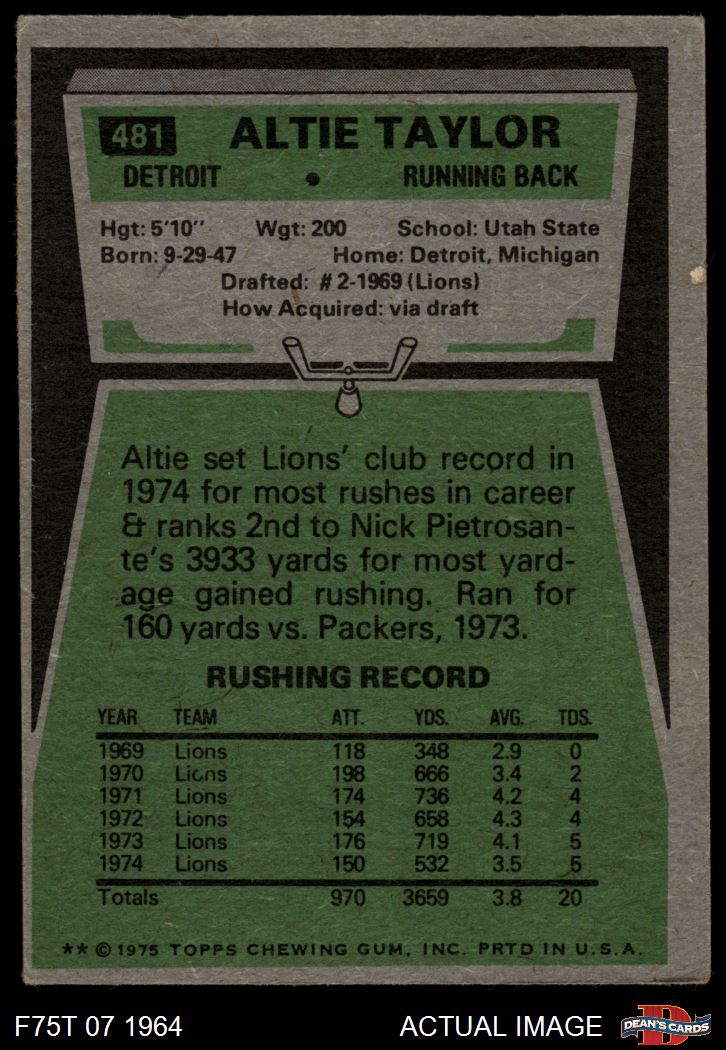 481 ALTIE TAYLOR
DETROIT • RUNNING BACK
Hgt: 5'10" Wgt: 200 School: Utah State
Born: 9-29-47 Home: Detroit, Michigan
Drafted: #2-1969 (Lions)
How Acquired: via draft
Altie set Lions' club record in
1974 for most rushes in career
& ranks 2nd to Nick Pietrosan-
te's 3933 yards for most yard-
age gained rushing. Ran for
160 yards vs. Packers, 1973.
RUSHING RECORD
YEAR TEAM ATT. YDS. AVG. TDS.
1969 Lions 118 348 2.9 0
1970 Lions 198 666 3.4 2
1971 Lions 174 736 4.2 4
1972 Lions 154 658 4.3 4
1973 Lions 176 719 4.1 5
1974 Lions 150 532 3.5 5
Totals 970 3659 3.8 20
** © 1975 TOPPS CHEWING GUM, INC. PRTD IN U.S.A.
F75T 07 1964 ACTUAL IMAGE D DEAN'S CARDS